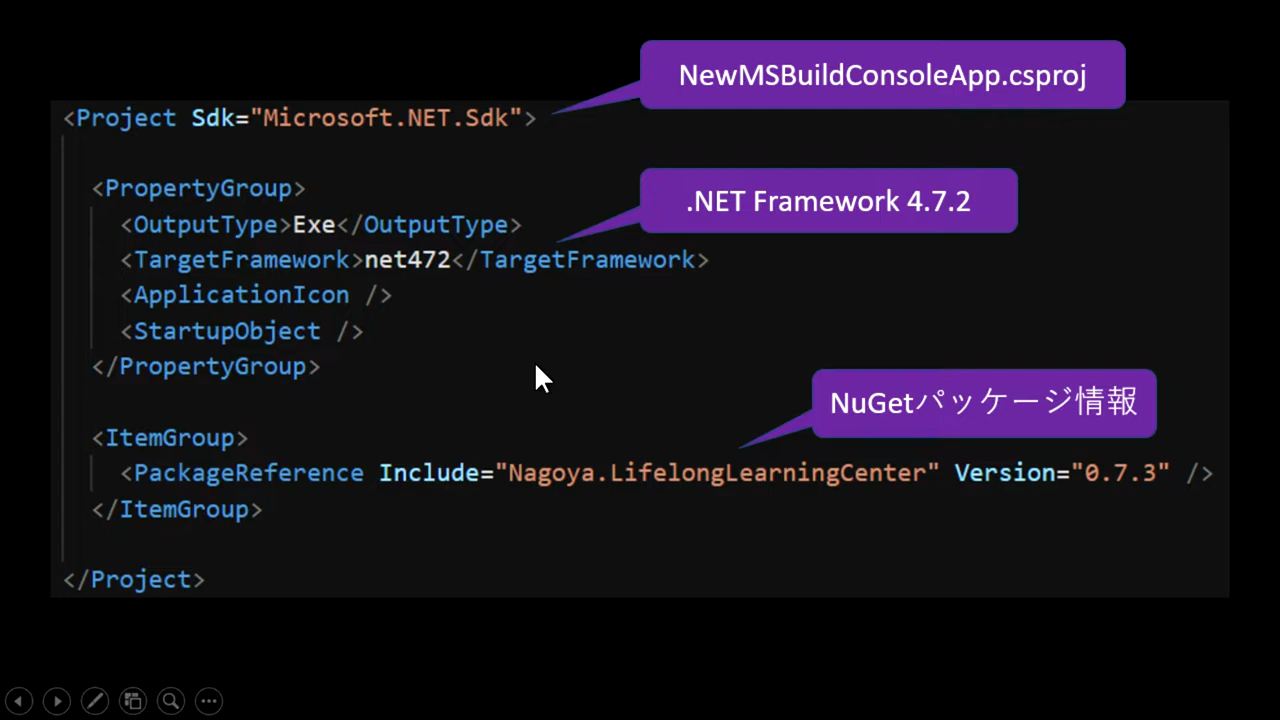 NewMSBuildConsoleApp.csproj
<Project Sdk="Microsoft.NET.Sdk">
<PropertyGroup>
.NET Framework 4.7.2
<OutputType>Exe</OutputType>
<TargetFramework>net472</TargetFramework>
<ApplicationIcon />
<StartupObject />
</PropertyGroup>
NuGetパッケージ情報
<ItemGroup>
<PackageReference Include="Nagoya.LifelongLearningCenter" Version="0.7.3" />
</ItemGroup>
</Project>